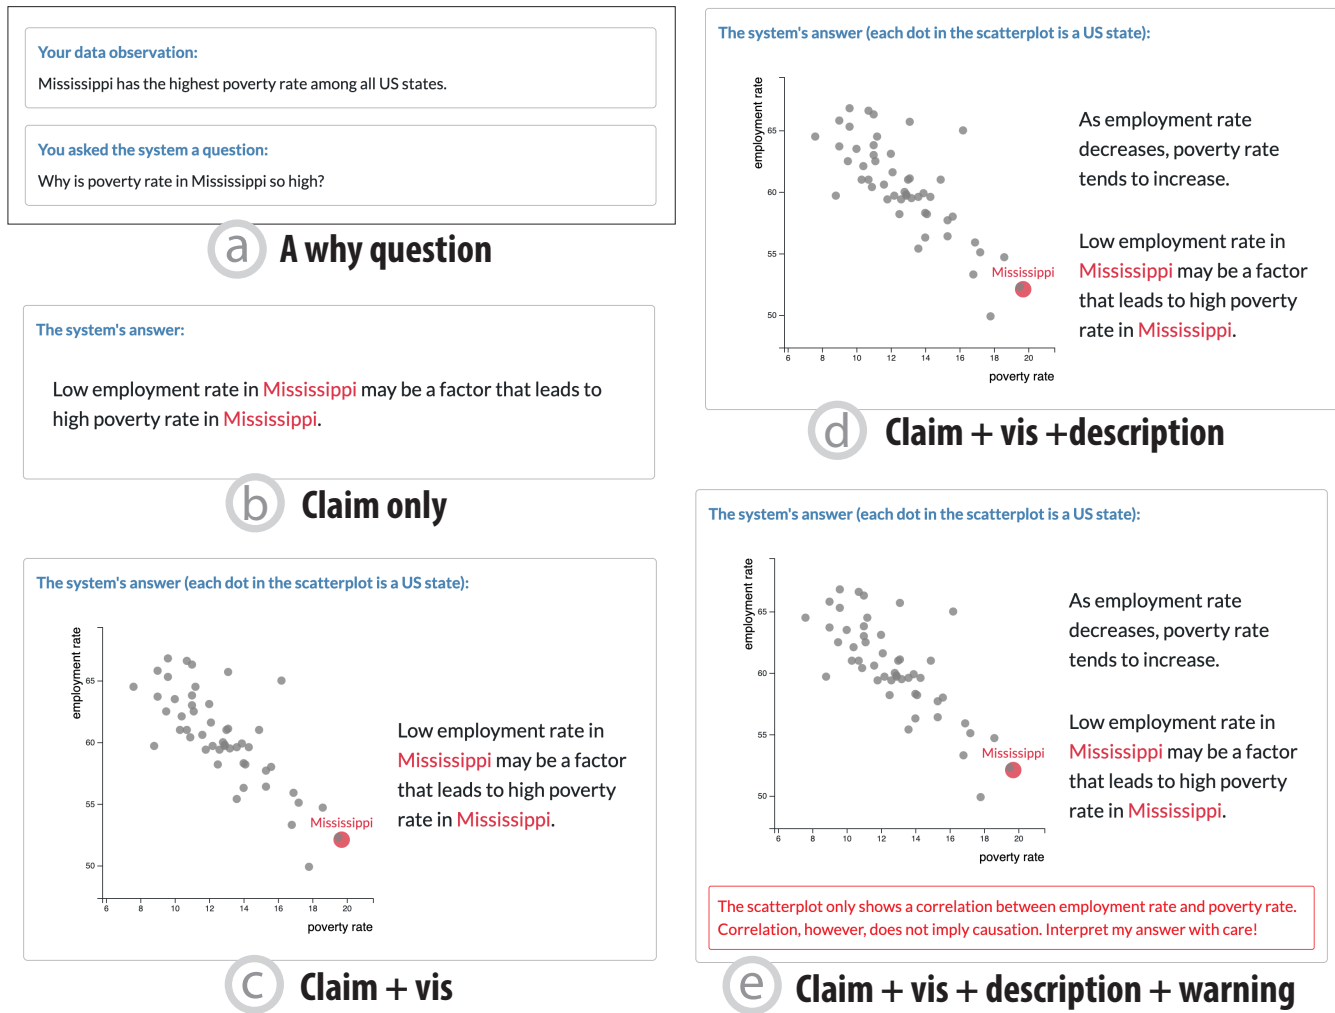 Your data observation:
Mississippi has the highest poverty rate among all US states.
You asked the system a question:
Why is poverty rate in Mississippi so high?
a A why question
The system's answer:
Low employment rate in Mississippi may be a factor that leads to
high poverty rate in Mississippi.
b Claim only
The system's answer (each dot in the scatterplot is a US state):
employment rate
65
60
55
50
Mississippi
6 8 10 12 14 16 18 20
poverty rate
Low employment rate in
Mississippi may be a factor
that leads to high poverty
rate in Mississippi.
c Claim + vis
The system's answer (each dot in the scatterplot is a US state):
employment rate
65
60
55
50
Mississippi
6 8 10 12 14 16 18 20
poverty rate
As employment rate
decreases, poverty rate
tends to increase.
Low employment rate in
Mississippi may be a factor
that leads to high poverty
rate in Mississippi.
d Claim + vis +description
The system's answer (each dot in the scatterplot is a US state):
employment rate
65
60
55
50
Mississippi
6 8 10 12 14 16 18 20
poverty rate
As employment rate
decreases, poverty rate
tends to increase.
Low employment rate in
Mississippi may be a factor
that leads to high poverty
rate in Mississippi.
The scatterplot only shows a correlation between employment rate and poverty rate.
Correlation, however, does not imply causation. Interpret my answer with care!
e Claim + vis + description + warning